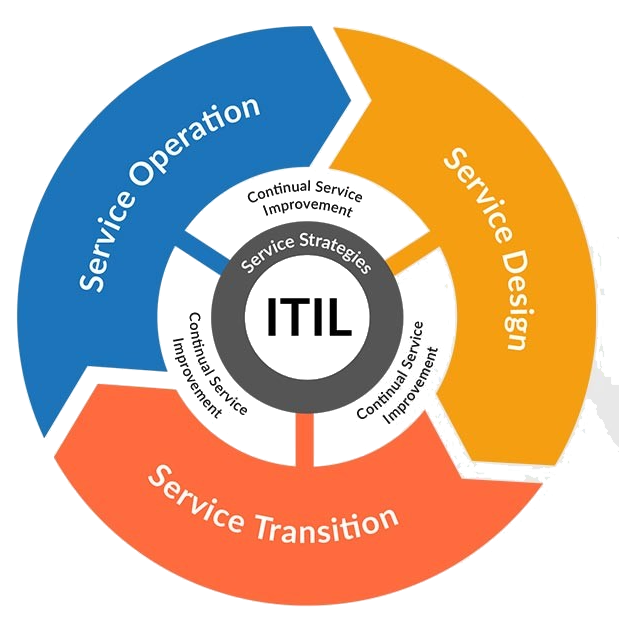 Service Operation
Service Design
Continual Service
Improvement
Service Strategies
ITIL
Continual Service
Improvement
Continual Service
Improvement
Service Transition